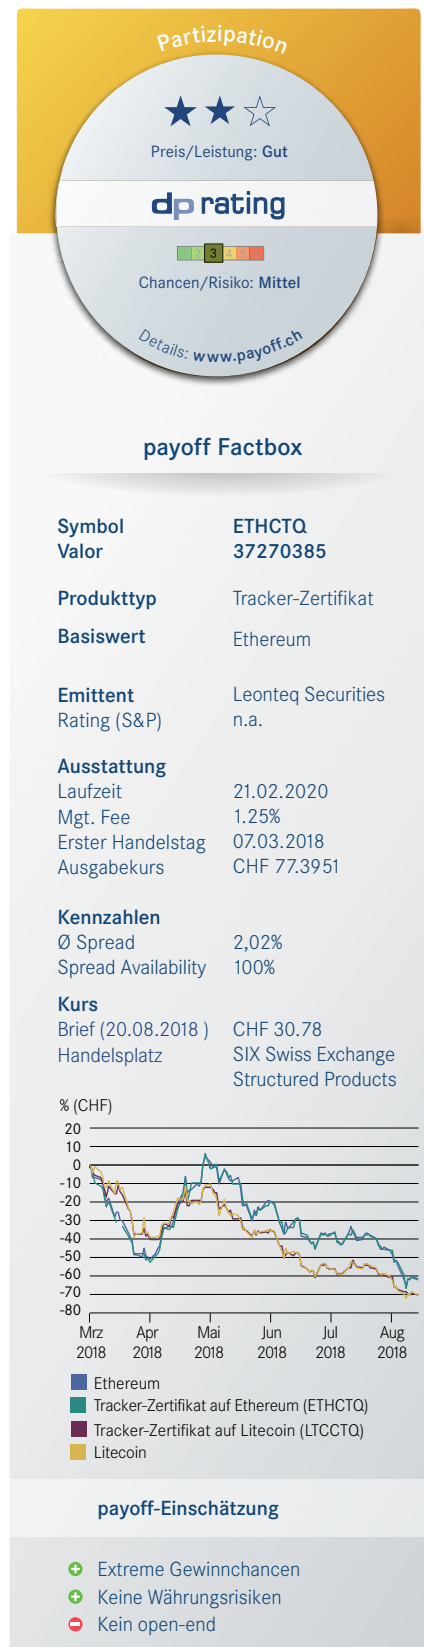 Partizipation
Preis/Leistung: Gut
dp rating
1 2 3 4 5 6
Chancen/Risiko: Mittel
Details: www.payoff.ch
payoff Factbox
Symbol ETHCTQ
Valor 37270385
Produkttyp Tracker-Zertifikat
Basiswert Ethereum
Emittent Leonteq Securities
Rating (S&P) n.a.
Ausstattung
Laufzeit 21.02.2020
Mgt. Fee 1.25%
Erster Handelstag 07.03.2018
Ausgabekurs CHF 77.3951
Kennzahlen
Ø Spread 2,02%
Spread Availability 100%
Kurs
Brief (20.08.2018 ) CHF 30.78
Handelsplatz SIX Swiss Exchange
Structured Products
% (CHF)
20
10
0
-10
-20
-30
-40
-50
-60
-70
-80
Mrz Apr Mai Jun Jul Aug
2018 2018 2018 2018 2018 2018
Ethereum
Tracker-Zertifikat auf Ethereum (ETHCTQ)
Tracker-Zertifikat auf Litecoin (LTCCTQ)
Litecoin
payoff-Einschätzung
Extreme Gewinnchancen
Keine Währungsrisiken
Kein open-end